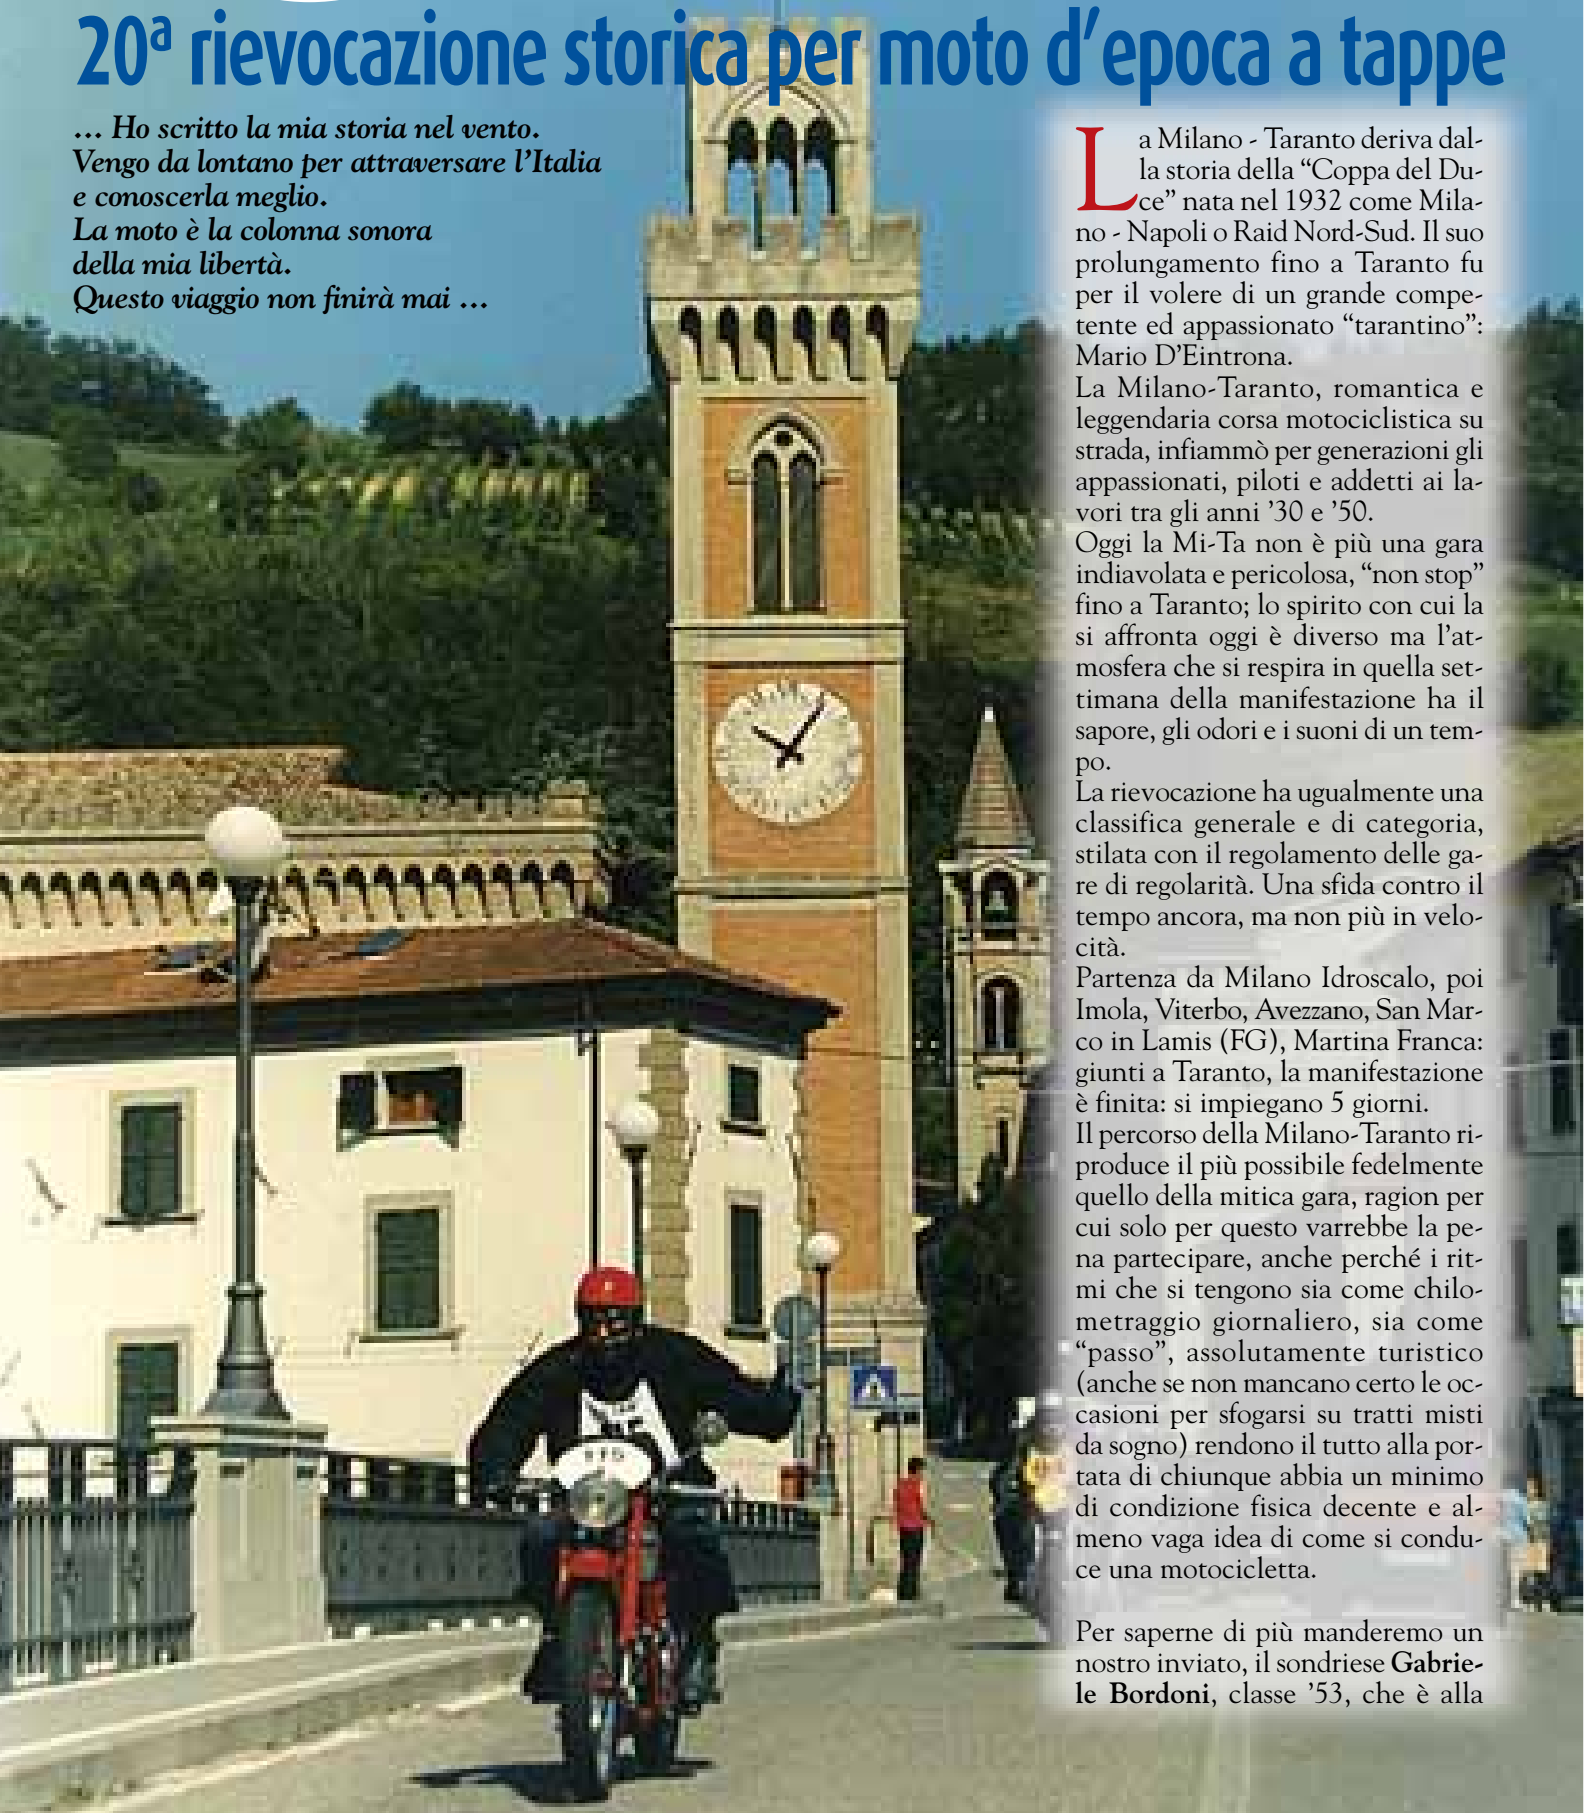 20ª rievocazione storica per moto d’epoca a tappe
... Ho scritto la mia storia nel vento.
Vengo da lontano per attraversare l’Italia
e conoscerla meglio.
La moto è la colonna sonora
della mia libertà.
Questo viaggio non finirà mai ...
La Milano - Taranto deriva dal-
la storia della “Coppa del Du-
ce” nata nel 1932 come Mila-
no - Napoli o Raid Nord-Sud. Il suo
prolungamento fino a Taranto fu
per il volere di un grande compe-
tente ed appassionato “tarantino”:
Mario D’Eintrona.
La Milano-Taranto, romantica e
leggendaria corsa motociclistica su
strada, infiammò per generazioni gli
appassionati, piloti e addetti ai la-
vori tra gli anni ’30 e ’50.
Oggi la Mi-Ta non è più una gara
indiavolata e pericolosa, “non stop”
fino a Taranto; lo spirito con cui la
si affronta oggi è diverso ma l’at-
mosfera che si respira in quella set-
timana della manifestazione ha il
sapore, gli odori e i suoni di un tem-
po.
La rievocazione ha ugualmente una
classifica generale e di categoria,
stilata con il regolamento delle ga-
re di regolarità. Una sfida contro il
tempo ancora, ma non più in velo-
cità.
Partenza da Milano Idroscalo, poi
Imola, Viterbo, Avezzano, San Mar-
co in Lamis (FG), Martina Franca:
giunti a Taranto, la manifestazione
è finita: si impiegano 5 giorni.
Il percorso della Milano-Taranto ri-
produce il più possibile fedelmente
quello della mitica gara, ragion per
cui solo per questo varrebbe la pe-
na partecipare, anche perché i rit-
mi che si tengono sia come chilo-
metraggio giornaliero, sia come
“passo”, assolutamente turistico
(anche se non mancano certo le oc-
casioni per sfogarsi su tratti misti
da sogno) rendono il tutto alla por-
tata di chiunque abbia un minimo
di condizione fisica decente e al-
meno vaga idea di come si condu-
ce una motocicletta.
Per saperne di più manderemo un
nostro inviato, il sondriese Gabrie-
le Bordoni, classe ’53, che è alla